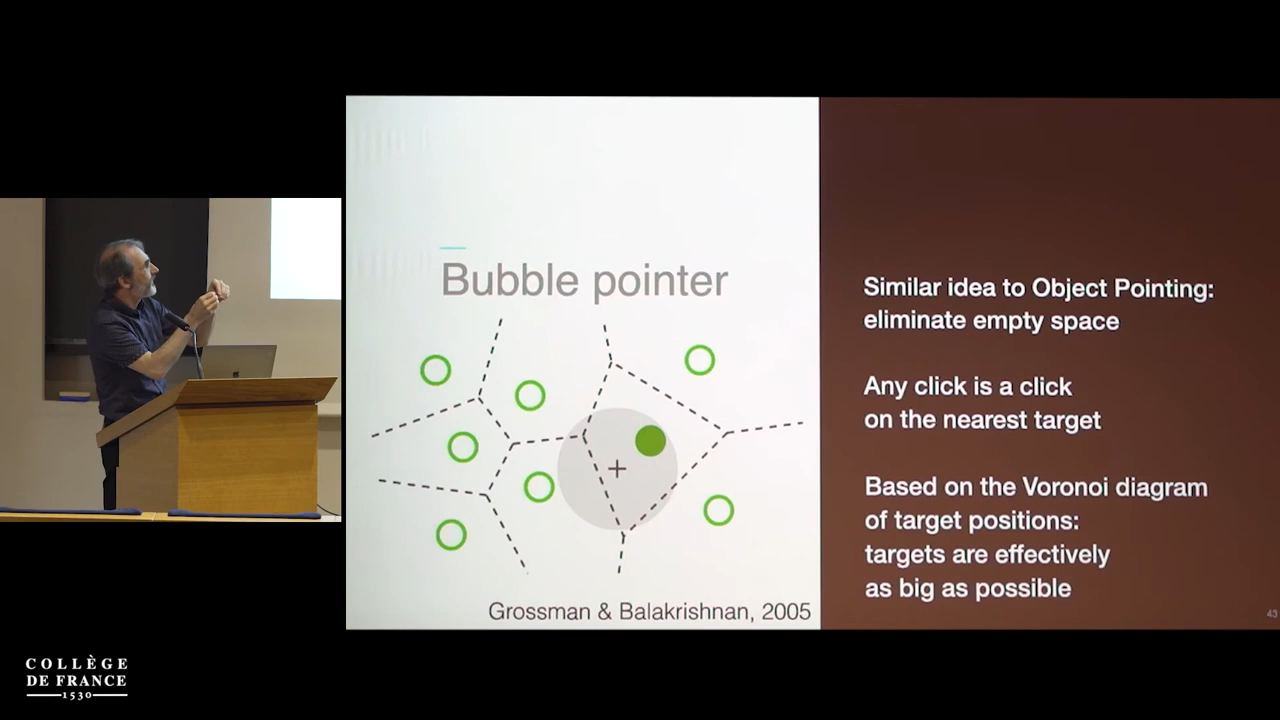 Bubble pointer
Grossman & Balakrishnan, 2005
Similar idea to Object Pointing:
eliminate empty space
Any click is a click
on the nearest target
Based on the Voronoi diagram
of target positions:
targets are effectively
as big as possible
43
COLLÈGE
DE FRANCE
1530